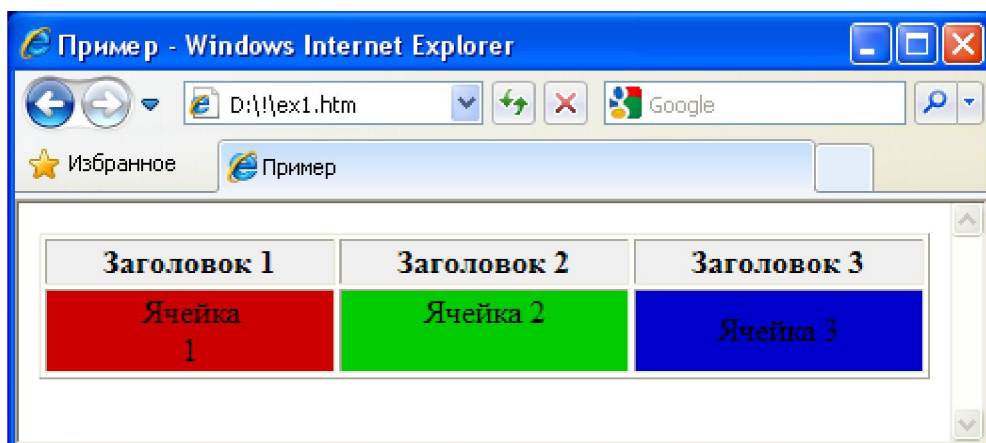 Пример - Windows Internet Explorer
D:\!\ex1.htm
Google
Избранное
Пример
Заголовок 1 Заголовок 2 Заголовок 3
Ячейка 1
Ячейка 2
Ячейка 3